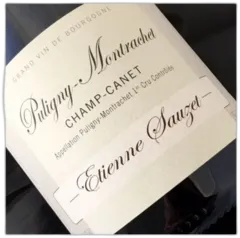 GRAND VIN DE BOURGOGNE
Puligny-Montrachet
CHAMP-CANET
Appellation Puligny-Montrachet 1er Cru Contrôlée
Etienne Sauzet